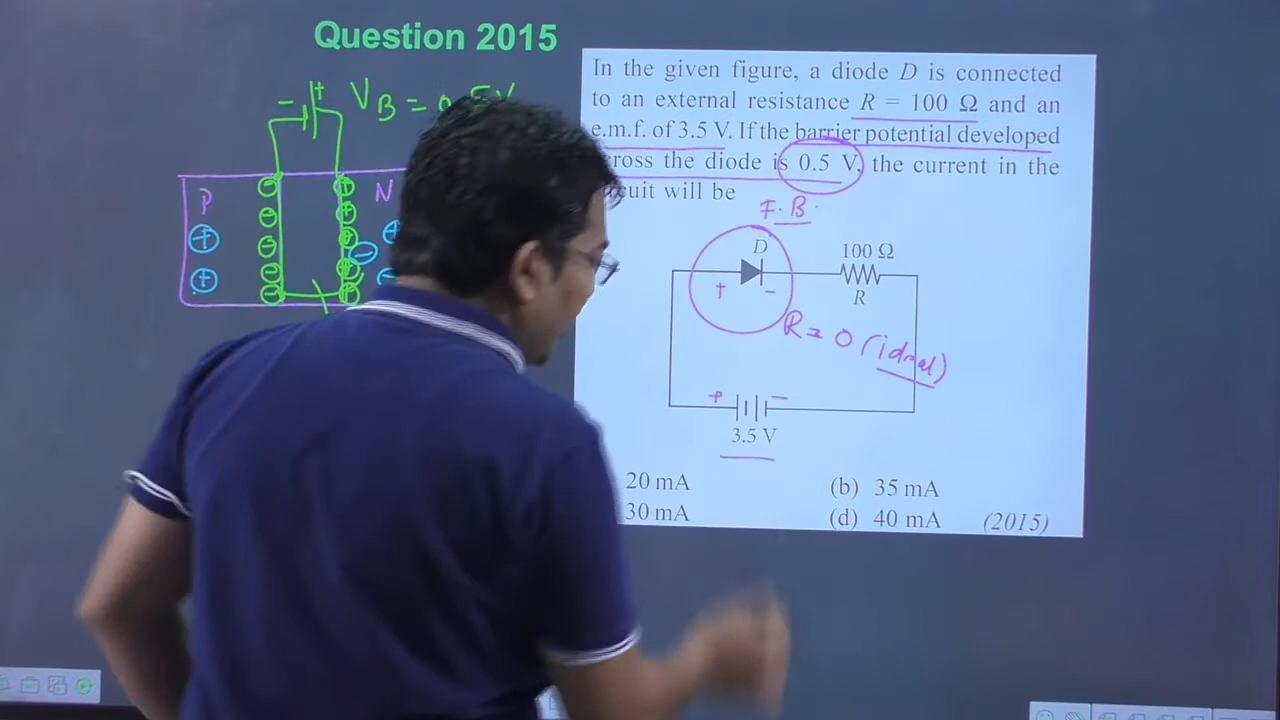 Question 2015
In the given figure, a diode D is connected
to an external resistance R = 100 Ω and an
e.m.f. of 3.5 V. If the barrier potential developed
the diode is 0.5 V, the current in the
will be
- + V_B =
P N
F.B.
D
100 Ω
R
+ -
R = 0 (ideal)
+ -
3.5 V
20 mA (b) 35 mA
30 mA (d) 40 mA (2015)